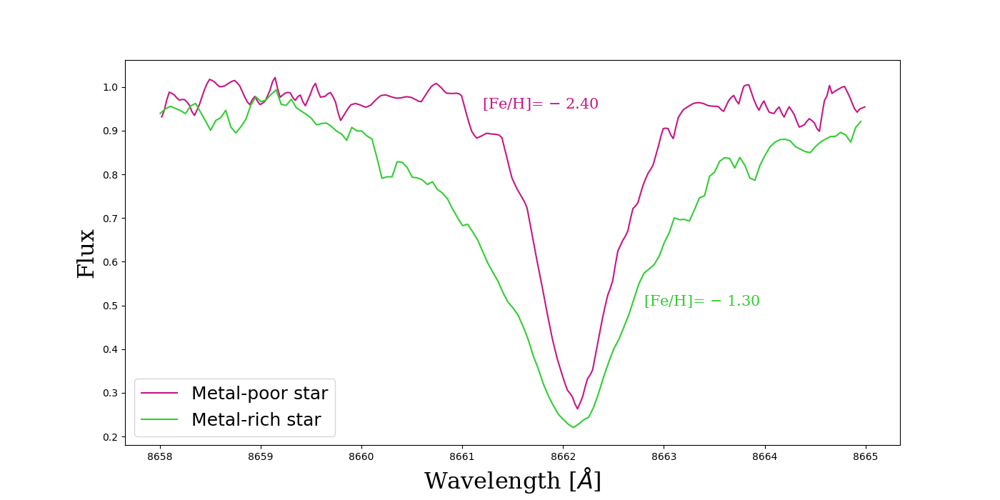 1.0
0.9
0.8
0.7
0.6
0.5
0.4
0.3
0.2
Flux
[Fe/H]= − 2.40
[Fe/H]= − 1.30
Metal-poor star
Metal-rich star
8658 8659 8660 8661 8662 8663 8664 8665
Wavelength [Å]